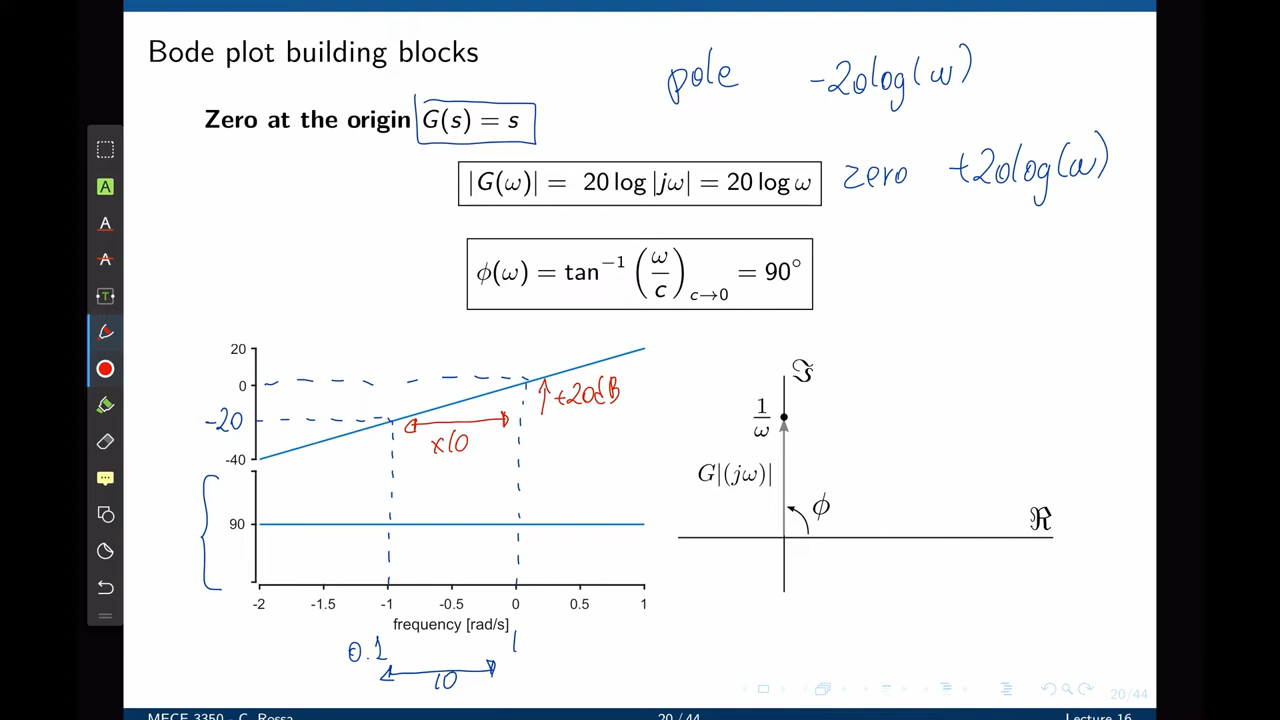 Bode plot building blocks
pole -20log(ω)
Zero at the origin G(s) = s
|G(ω)| = 20 log |jω| = 20 log ω
zero +20log(ω)
ϕ(ω) = tan⁻¹ (ω/c)c→0 = 90°
20
0
-20
-40
+20dB
x10
90
-2 -1.5 -1 -0.5 0 0.5 1
frequency [rad/s]
0.1 1
10
ℑ
1/ω
G|(jω)|
ϕ
ℜ
A
A
A
T
20/44
MECE 3350 - C. Rossa 20 / 44 Lecture 16